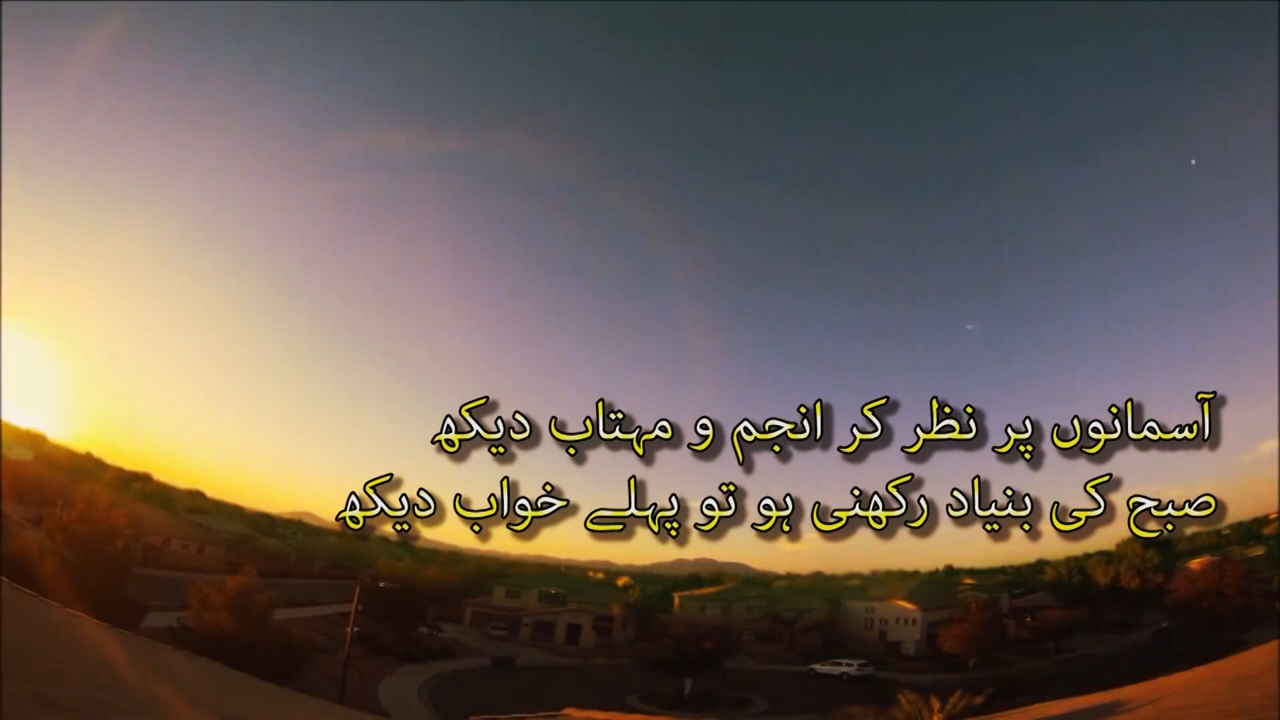 آسمانوں پر نظر کر انجم و مہتاب دیکھ
صبح کی بنیاد رکھنی ہو تو پہلے خواب دیکھ